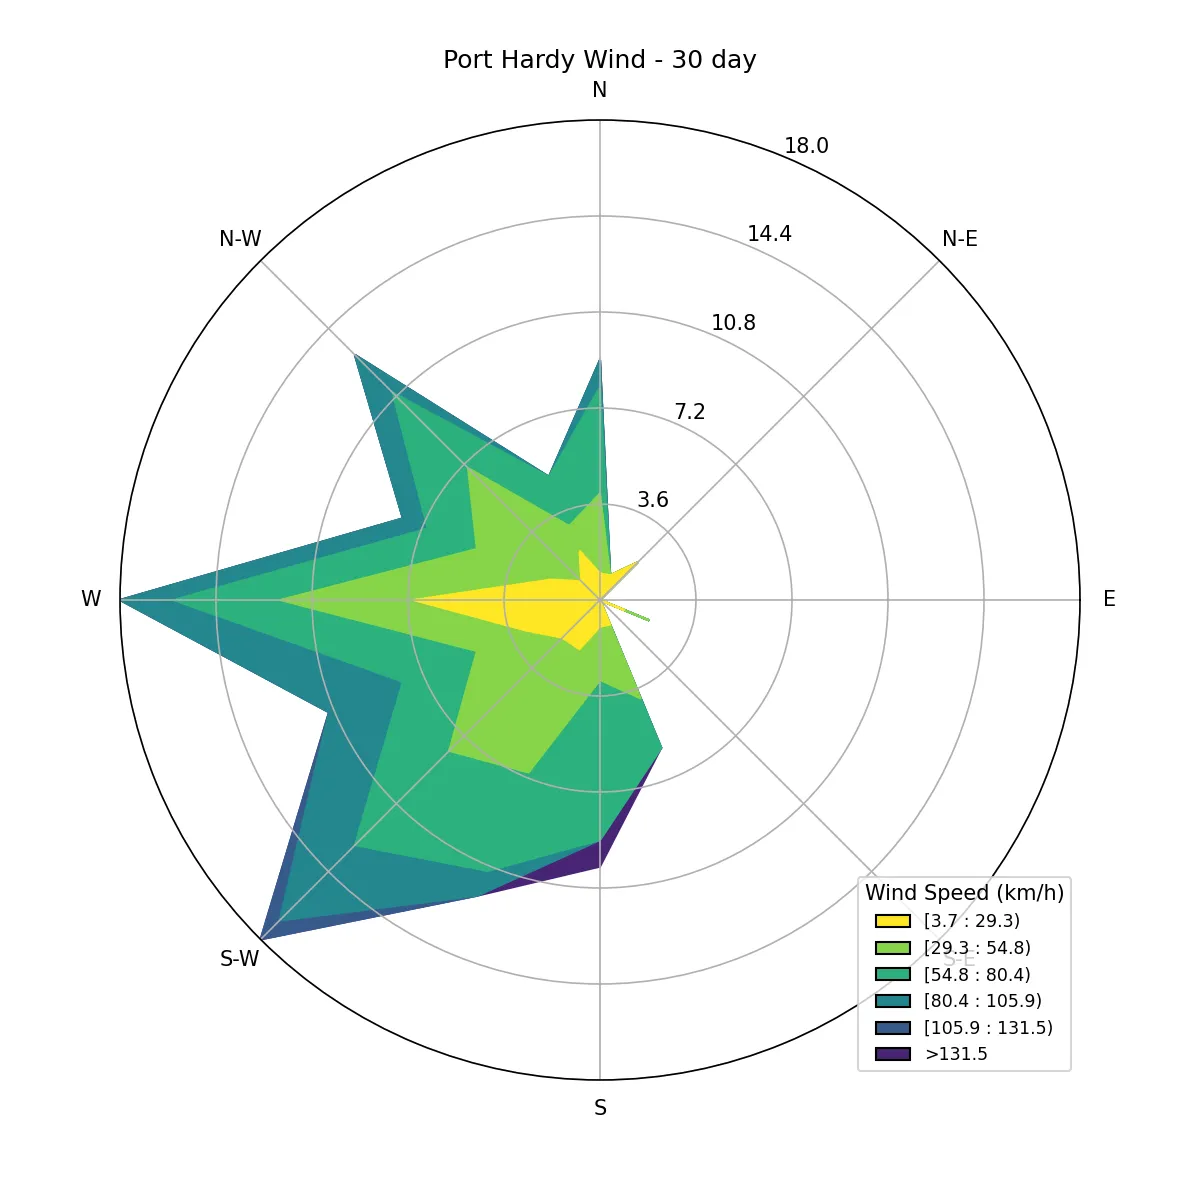 Port Hardy Wind - 30 day
N
18.0
14.4
N-W
N-E
10.8
7.2
3.6
W
E
Wind Speed (km/h)
[3.7 : 29.3)
[29.3 : 54.8)
S-W
S-E
[54.8 : 80.4)
[80.4 : 105.9)
[105.9 : 131.5)
>131.5
S